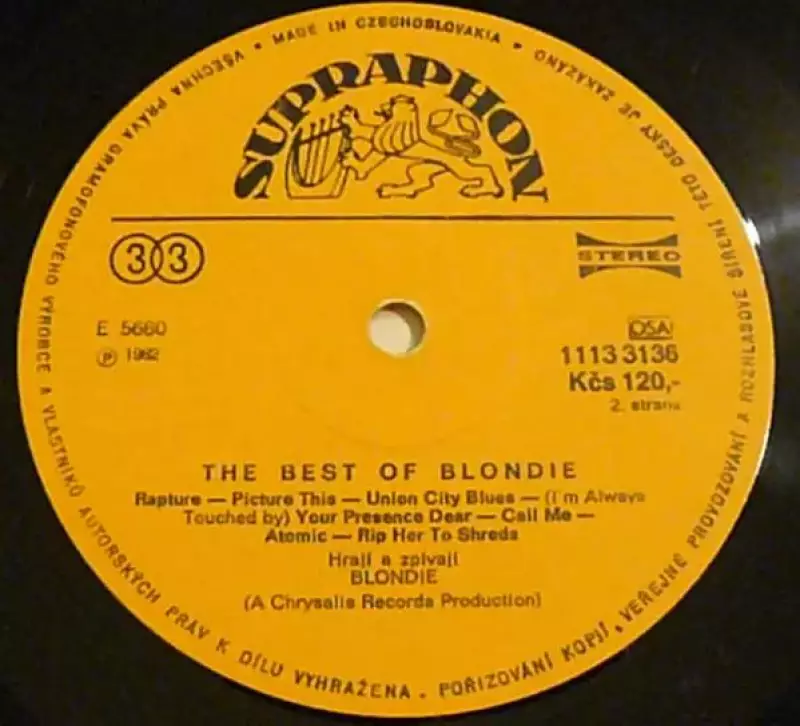 SUPRAPHON
33
STEREO
E 5660
Ⓟ 1982
OSA
1113 3136
Kčs 120,-
2. strana
THE BEST OF BLONDIE
Rapture — Picture This — Union City Blues — (I'm Always
Touched by) Your Presence Dear — Call Me —
Atomic — Rip Her To Shreds
Hrají a zpívají
BLONDIE
(A Chrysalis Records Production)
VŠECHNA PRÁVA GRAMOFONOVÉHO VÝROBCE A VLASTNÍKŮ AUTORSKÝCH PRÁV K DÍLU VYHRAŽENA. POŘIZOVÁNÍ KOPIÍ, VEŘEJNÉ PROVOZOVÁNÍ A ROZHLASOVÉ ŠÍŘENÍ TÉTO DESKY JE ZAKÁZÁNO • MADE IN CZECHOSLOVAKIA •